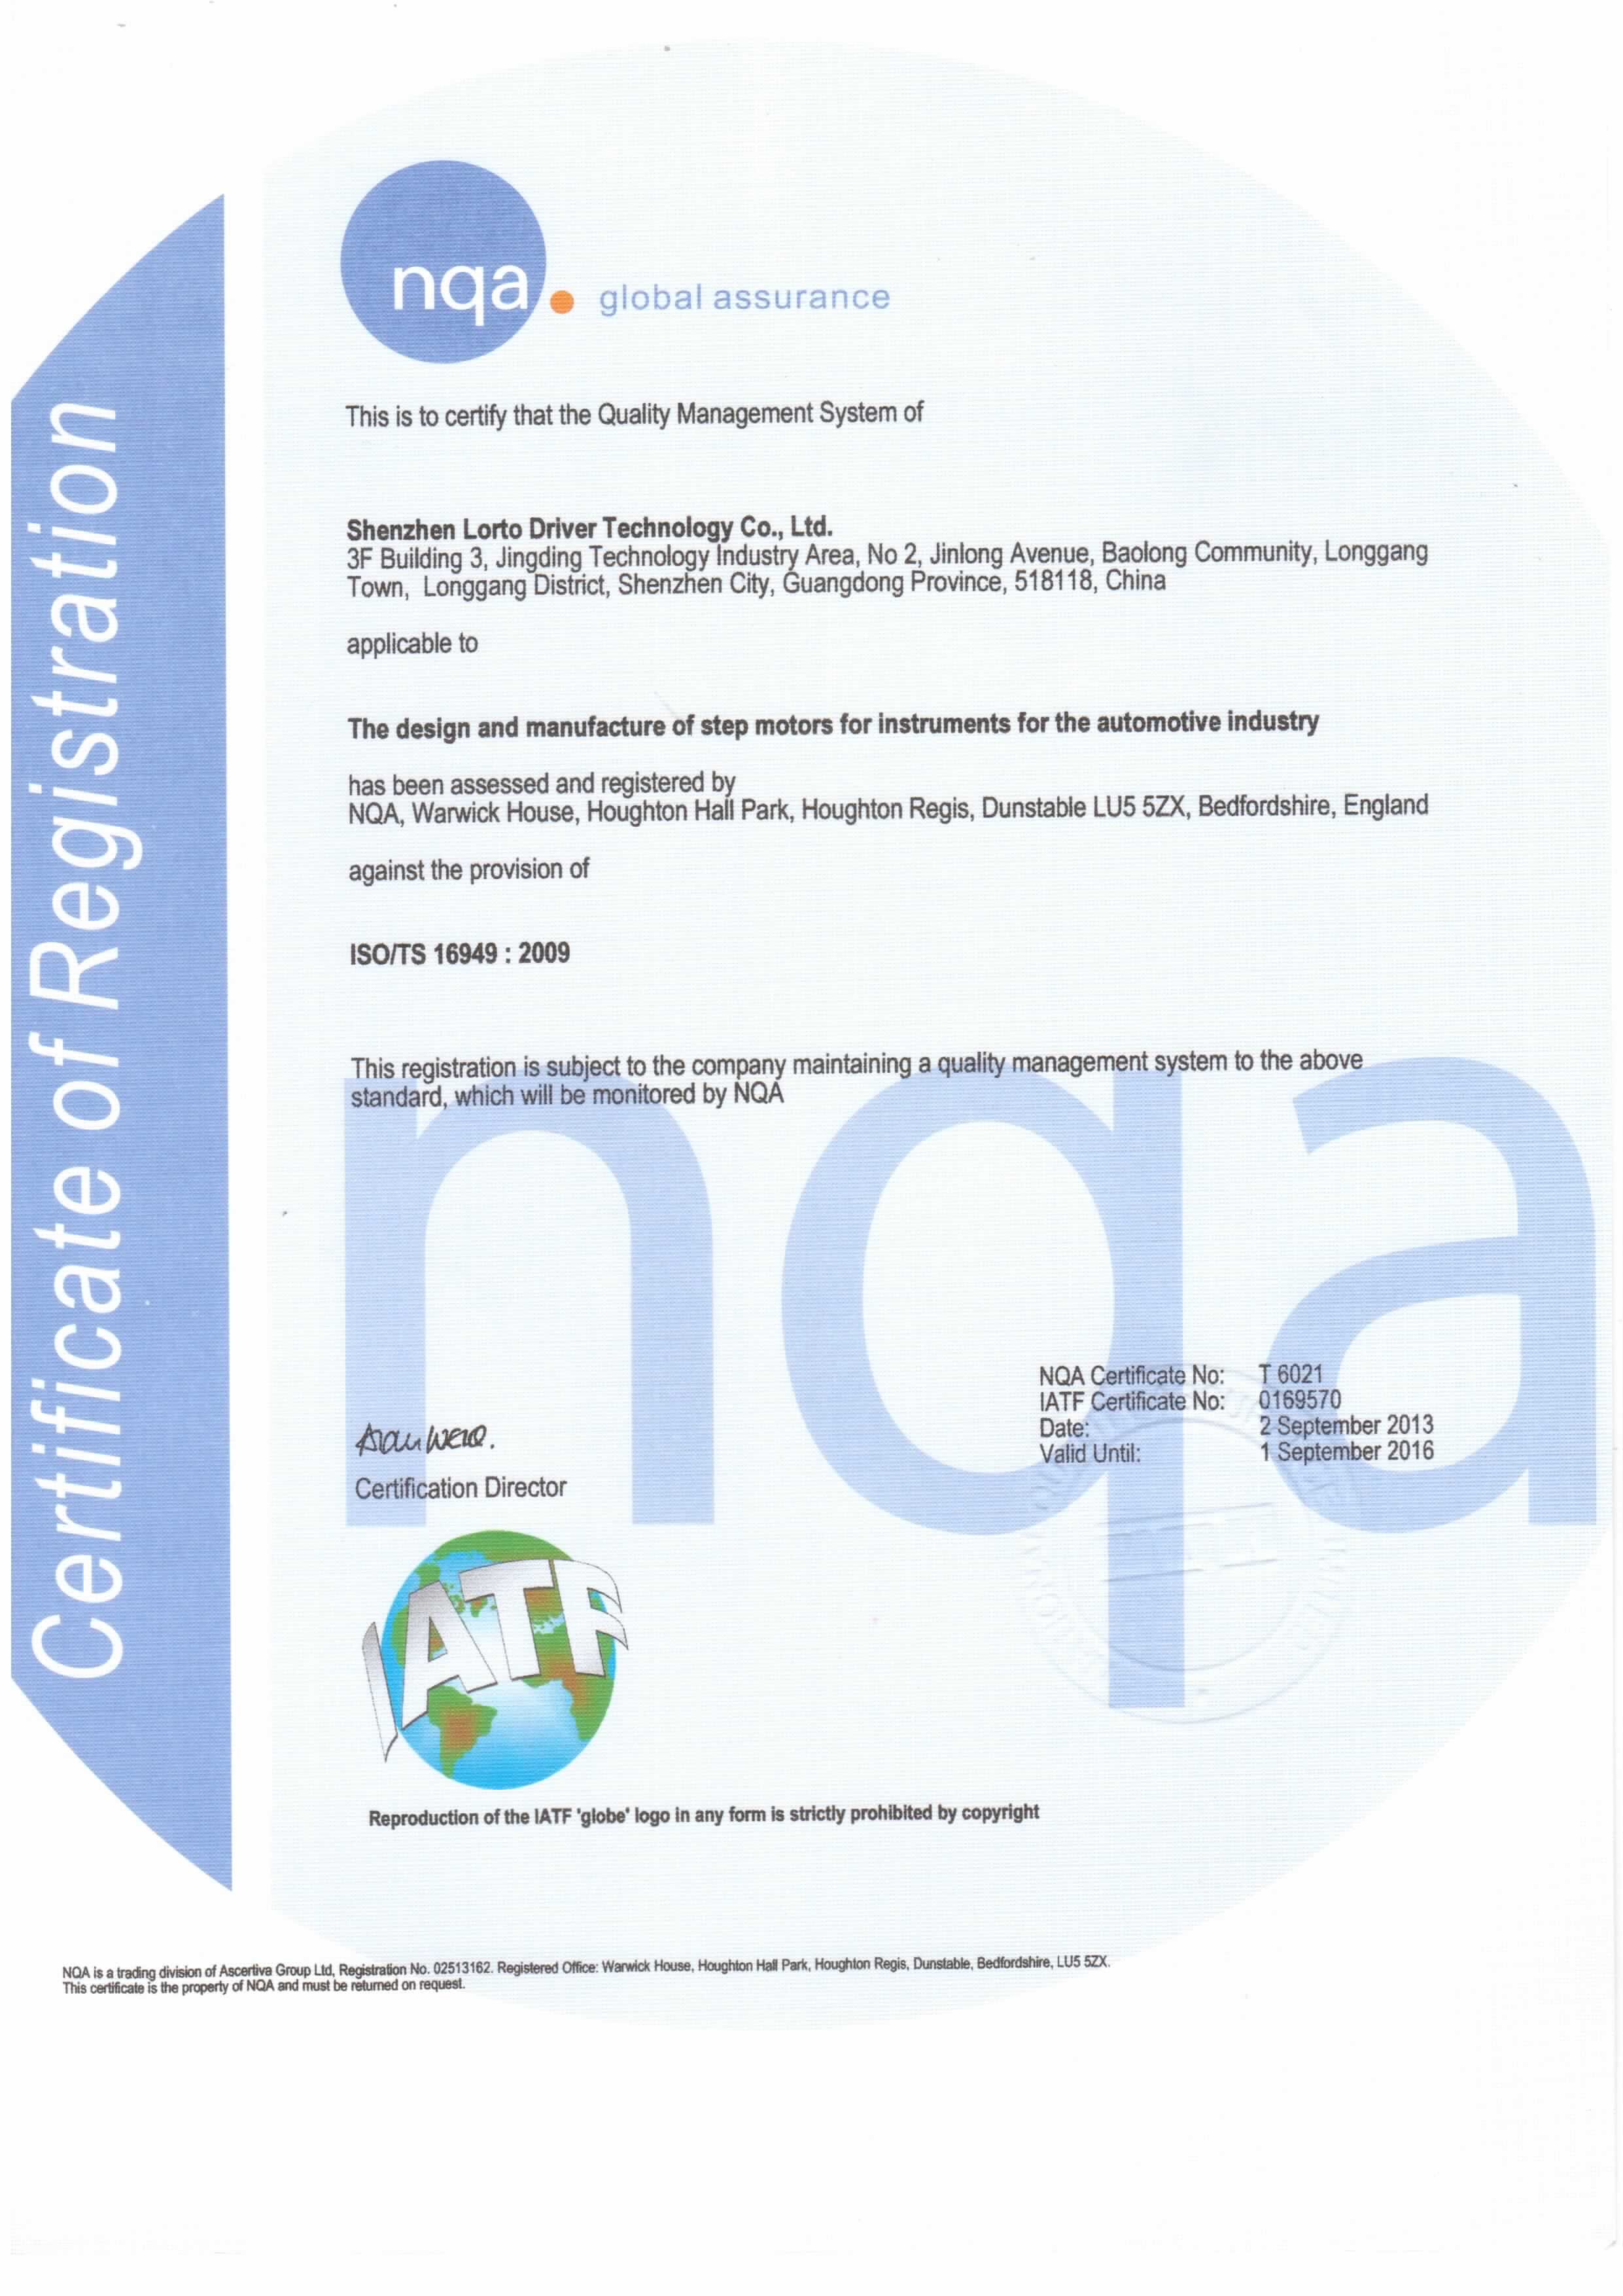 Certificate of Registration
nqa.
global assurance
This is to certify that the Quality Management System of
Shenzhen Lorto Driver Technology Co., Ltd.
3F Building 3, Jingding Technology Industry Area, No 2, Jinlong Avenue, Baolong Community, Longgang
Town, Longgang District, Shenzhen City, Guangdong Province, 518118, China
applicable to
The design and manufacture of step motors for instruments for the automotive industry
has been assessed and registered by
NQA, Warwick House, Houghton Hall Park, Houghton Regis, Dunstable LU5 5ZX, Bedfordshire, England
against the provision of
ISO/TS 16949 : 2009
This registration is subject to the company maintaining a quality management system to the above
standard, which will be monitored by NQA
nqa
NQA Certificate No: T 6021
IATF Certificate No: 0169570
Date: 2 September 2013
Valid Until: 1 September 2016
Certification Director
IATF
Reproduction of the IATF 'globe' logo in any form is strictly prohibited by copyright
NQA is a trading division of Ascertiva Group Ltd, Registration No. 02513162. Registered Office: Warwick House, Houghton Hall Park, Houghton Regis, Dunstable, Bedfordshire, LU5 5ZX.
This certificate is the property of NQA and must be returned on request.